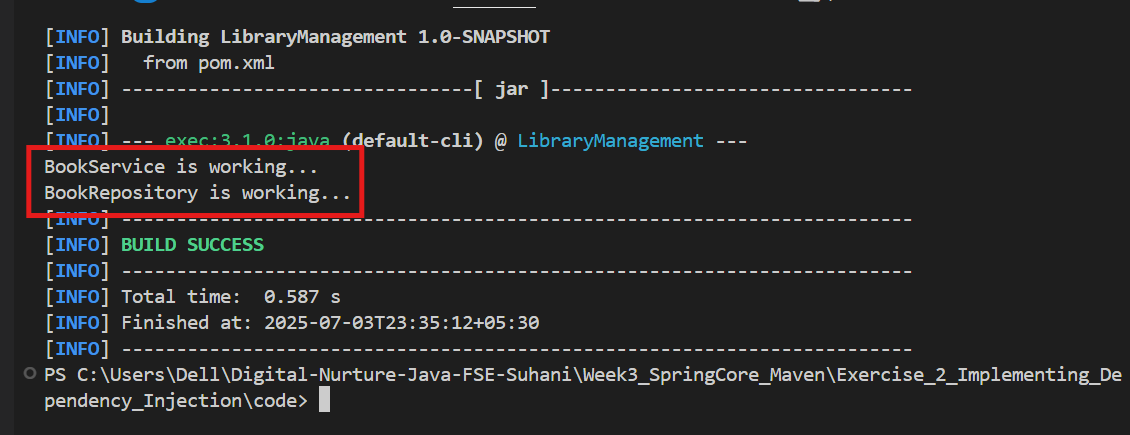 [INFO] Building LibraryManagement 1.0-SNAPSHOT
[INFO]   from pom.xml
[INFO] --------------------------------[ jar ]---------------------------------
[INFO]
[INFO] --- exec:3.1.0:java (default-cli) @ LibraryManagement ---
BookService is working...
BookRepository is working...
[INFO] ------------------------------------------------------------------------
[INFO] BUILD SUCCESS
[INFO] ------------------------------------------------------------------------
[INFO] Total time:  0.587 s
[INFO] Finished at: 2025-07-03T23:35:12+05:30
[INFO] ------------------------------------------------------------------------
PS C:\Users\Dell\Digital-Nurture-Java-FSE-Suhani\Week3_SpringCore_Maven\Exercise_2_Implementing_De
pendency_Injection\code>